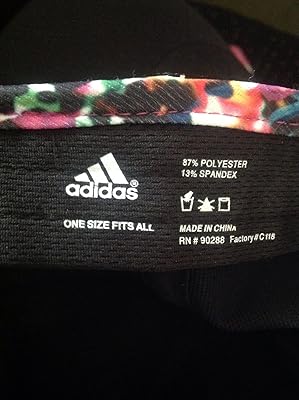 adidas®
ONE SIZE FITS ALL
87% POLYESTER
13% SPANDEX
MADE IN CHINA
RN# 90288 Factory#C118